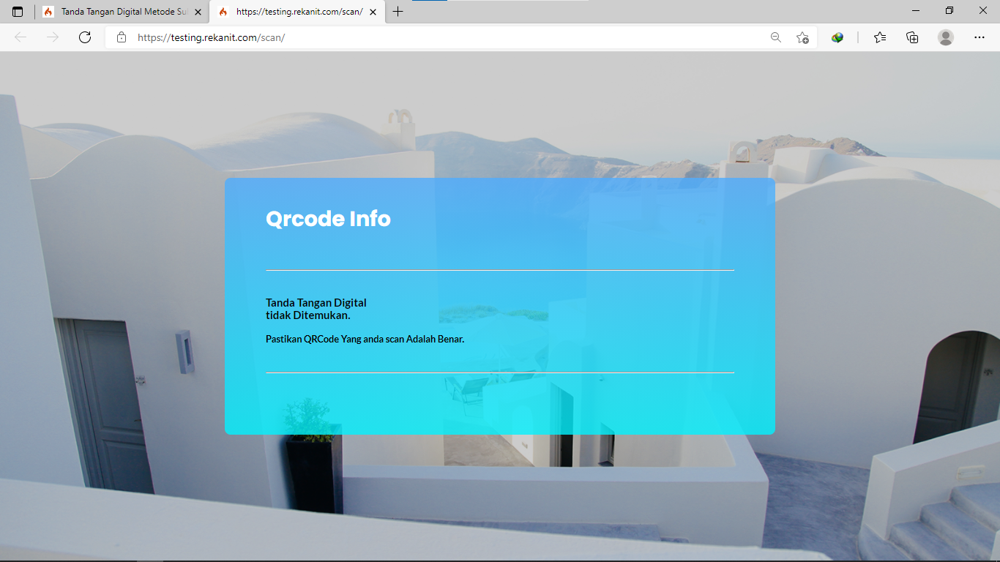 Tanda Tangan Digital Metode Su
https://testing.rekanit.com/scan/
https://testing.rekanit.com/scan/
Qrcode Info
Tanda Tangan Digital
tidak Ditemukan.
Pastikan QRCode Yang anda scan Adalah Benar.